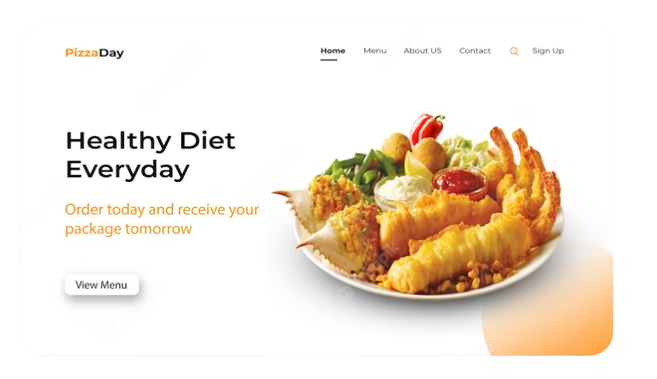 PizzaDay
Home Menu About US Contact Sign Up
Healthy Diet
Everyday
Order today and receive your
package tomorrow
View Menu